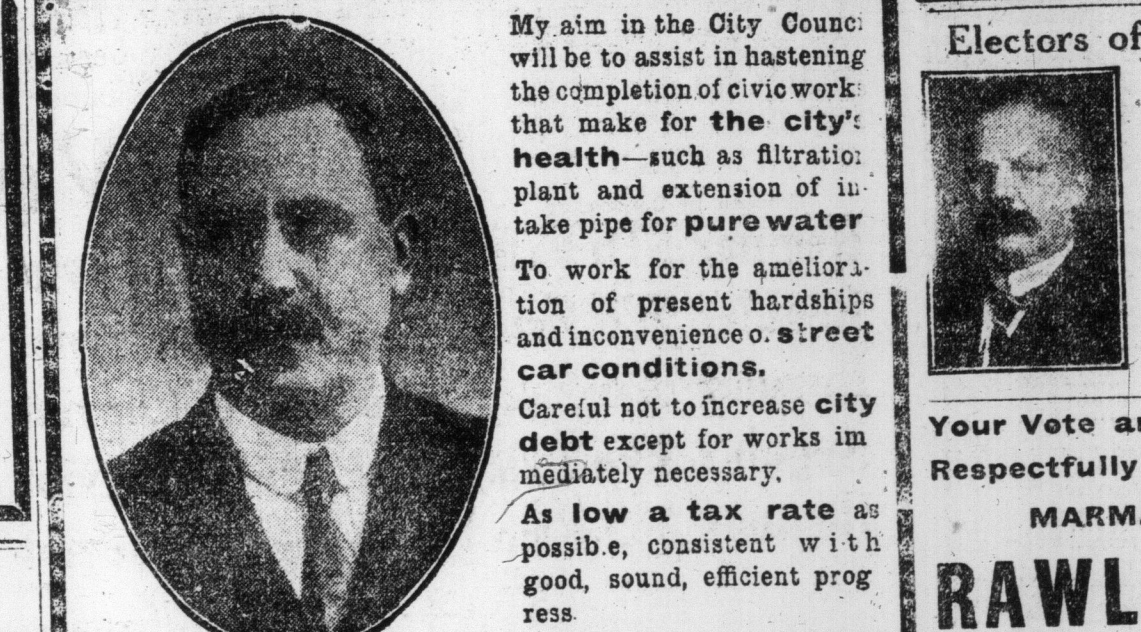 My aim in the City Counci
will be to assist in hastening
the completion of civic work
that make for the city's
health—such as filtration
plant and extension of in-
take pipe for pure water
To work for the ameliora-
tion of present hardships
and inconvenience o. street
car conditions.
Careful not to increase city
debt except for works im
mediately necessary.
As low a tax rate as
possib.e, consistent with
good, sound, efficient prog
ress.
Electors of
Your Vote a
Respectfully
MARM
RAWL